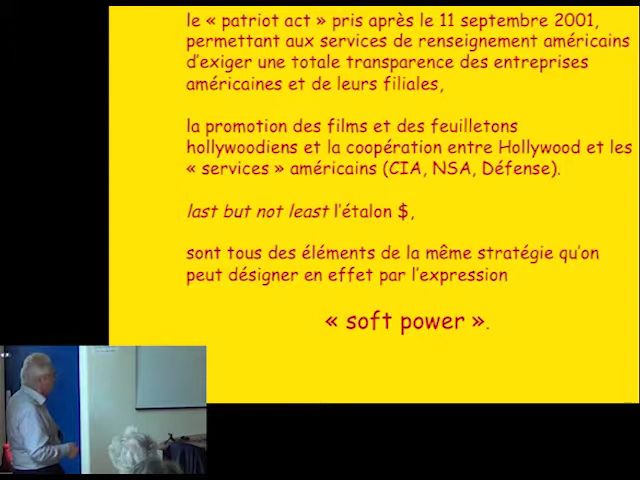 le « patriot act » pris après le 11 septembre 2001,
permettant aux services de renseignement américains
d'exiger une totale transparence des entreprises
américaines et de leurs filiales,
la promotion des films et des feuilletons
hollywoodiens et la coopération entre Hollywood et les
« services » américains (CIA, NSA, Défense).
last but not least l'étalon $,
sont tous des éléments de la même stratégie qu'on
peut désigner en effet par l'expression
« soft power ».